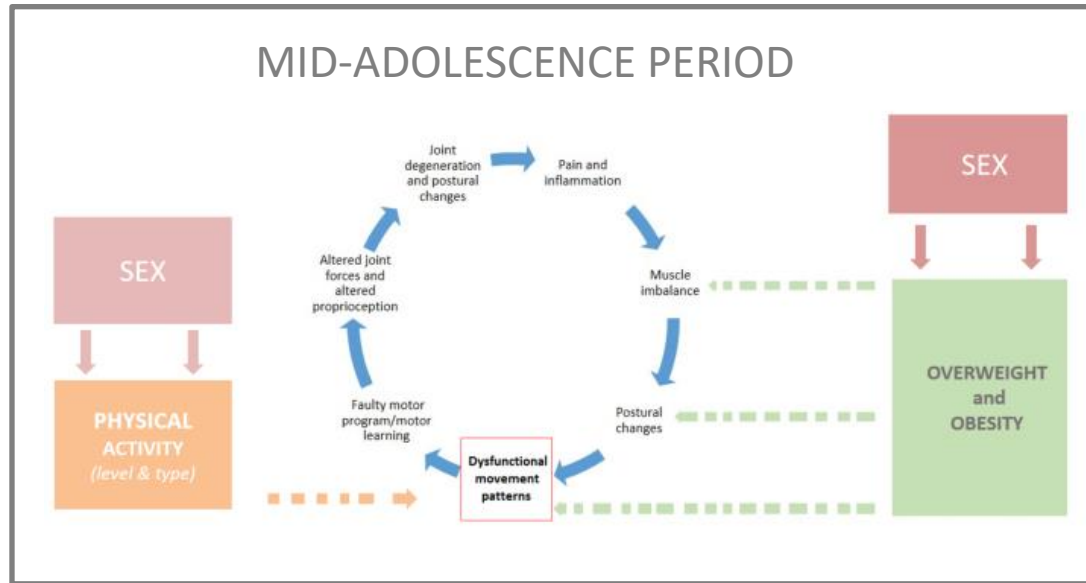 MID-ADOLESCENCE PERIOD
SEX
PHYSICAL
ACTIVITY
(level & type)
Joint
degeneration
and postural
changes
Pain and
inflammation
Muscle
imbalance
Postural
changes
Dysfunctional
movement
patterns
Faulty motor
program/motor
learning
Altered joint
forces and
altered
proprioception
SEX
OVERWEIGHT
and
OBESITY